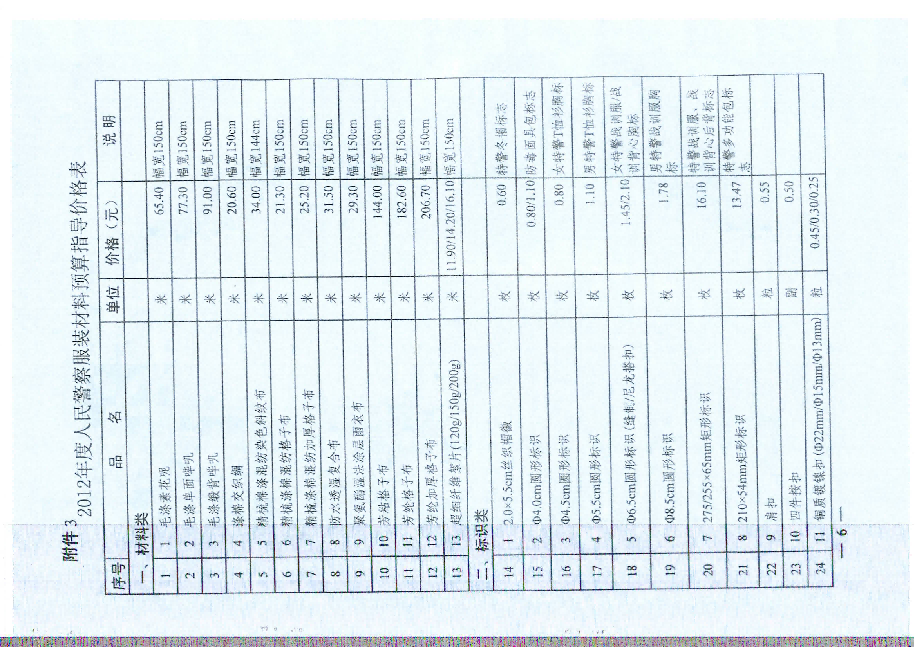 附件3
2012年度人民警察服装材料预算指导价格表
序号 品 名 单位 价格（元） 说 明
一、 材料类
1 1 毛涤素花呢 米 65.40 幅宽150cm
2 2 毛涤单面哔叽 米 77.30 幅宽150cm
3 3 毛涤缎背哔叽 米 91.00 幅宽150cm
4 4 涤棉交织绸 米 20.60 幅宽150cm
5 5 精梳棉涤混纺染色斜纹布 米 34.00 幅宽144cm
6 6 精梳涤棉混纺格子布 米 21.30 幅宽150cm
7 7 精梳涤棉混纺加厚格子布 米 25.20 幅宽150cm
8 8 防水透湿复合布 米 31.50 幅宽150cm
9 9 聚氨酯湿法涂层雨衣布 米 29.30 幅宽150cm
10 10 芳格子布 米 144.00 幅宽150cm
11 11 芳纶格子布 米 182.60 幅宽150cm
12 12 芳纶加厚格子布 米 206.70 幅宽150cm
13 13 超细纤维絮片(120g/150g/200g) 米 11.90/14.20/16.10 幅宽150cm
二、 标识类
14 1 2.0×5.5cm丝织帽徽 枚 0.60 特警冬帽标志
15 2 Φ4.0cm圆形标识 枚 0.80/1.10 防毒面具包标志
16 3 Φ4.5cm圆形标识 枚 0.80 女特警T恤衫胸标
17 4 Φ5.5cm圆形标识 枚 1.10 男特警T恤衫胸标
18 5 Φ6.5cm圆形标识(缝制/尼龙搭扣) 枚 1.45/2.10 女特警战训服/战
训背心胸标
19 6 Φ8.5cm圆形标识 枚 1.78 男特警战训服胸
标
20 7 275/255×65mm矩形标识 枚 16.10 特警战训服、战
训背心后背标志
21 8 210×54mm矩形标识 枚 13.47 特警多功能包标
志
22 9 肩扣 粒 0.55
23 10 四件按扣 副 0.50
24 11 铜质镀镍扣(Φ22mm/Φ15mm/Φ13mm) 粒 0.45/0.30/0.25
— 6 —